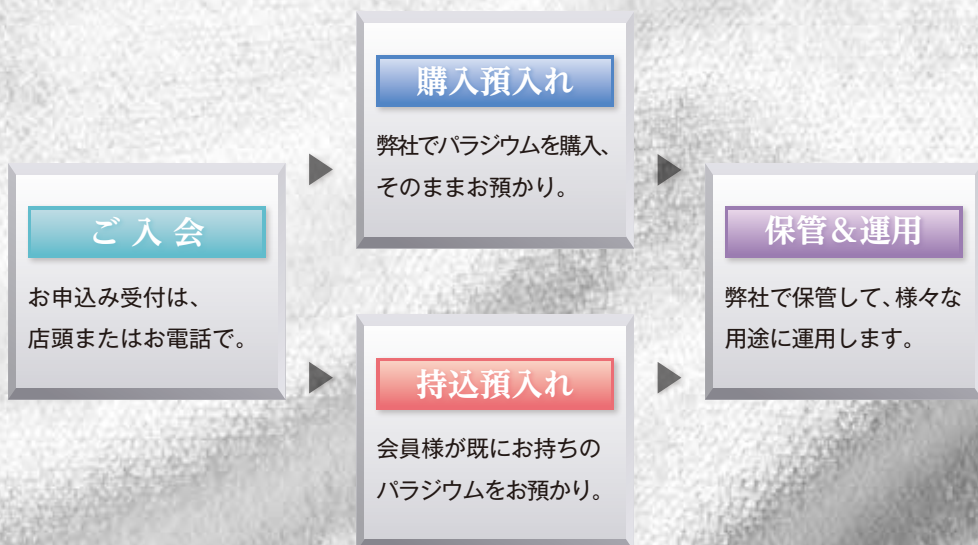 ご入会
お申込み受付は、
店頭またはお電話で。
購入預入れ
弊社でパラジウムを購入、
そのままお預かり。
持込預入れ
会員様が既にお持ちの
パラジウムをお預かり。
保管&運用
弊社で保管して、様々な
用途に運用します。